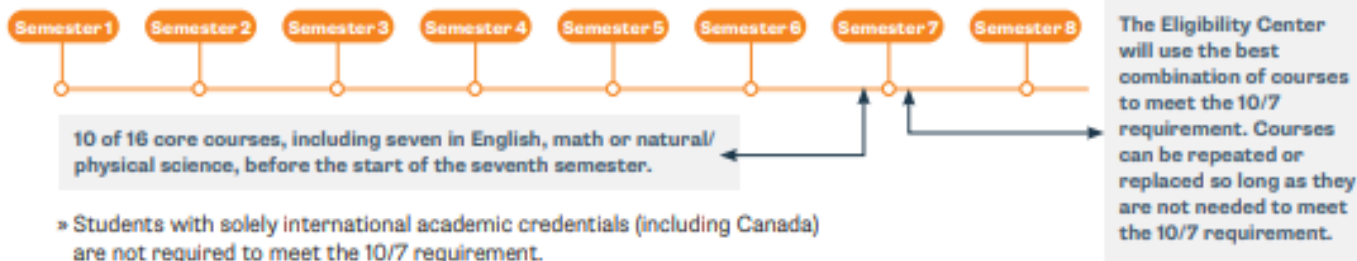 Semester 1
Semester 2
Semester 3
Semester 4
Semester 5
Semester 6
Semester 7
Semester 8
10 of 16 core courses, including seven in English, math or natural/
physical science, before the start of the seventh semester.
» Students with solely international academic credentials (including Canada)
are not required to meet the 10/7 requirement.
The Eligibility Center
will use the best
combination of courses
to meet the 10/7
requirement. Courses
can be repeated or
replaced so long as they
are not needed to meet
the 10/7 requirement.